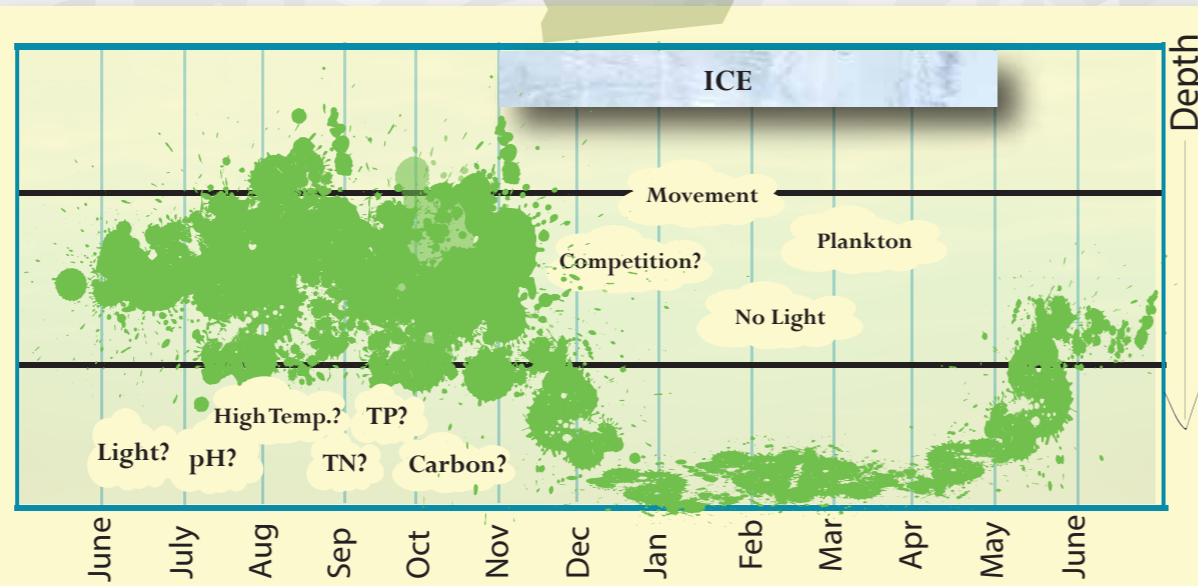 ICE
Depth
Movement
Plankton
Competition?
No Light
High Temp.?
TP?
Light?
pH?
TN?
Carbon?
June
July
Aug
Sep
Oct
Nov
Dec
Jan
Feb
Mar
Apr
May
June